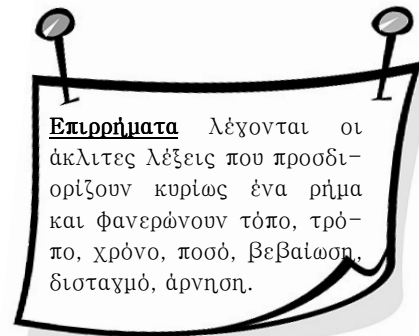 Επιρρήματα λέγονται οι
άκλιτες λέξεις που προσδι-
ορίζουν κυρίως ένα ρήμα
και φανερώνουν τόπο, τρό-
πο, χρόνο, ποσό, βεβαίωση,
δισταγμό, άρνηση.